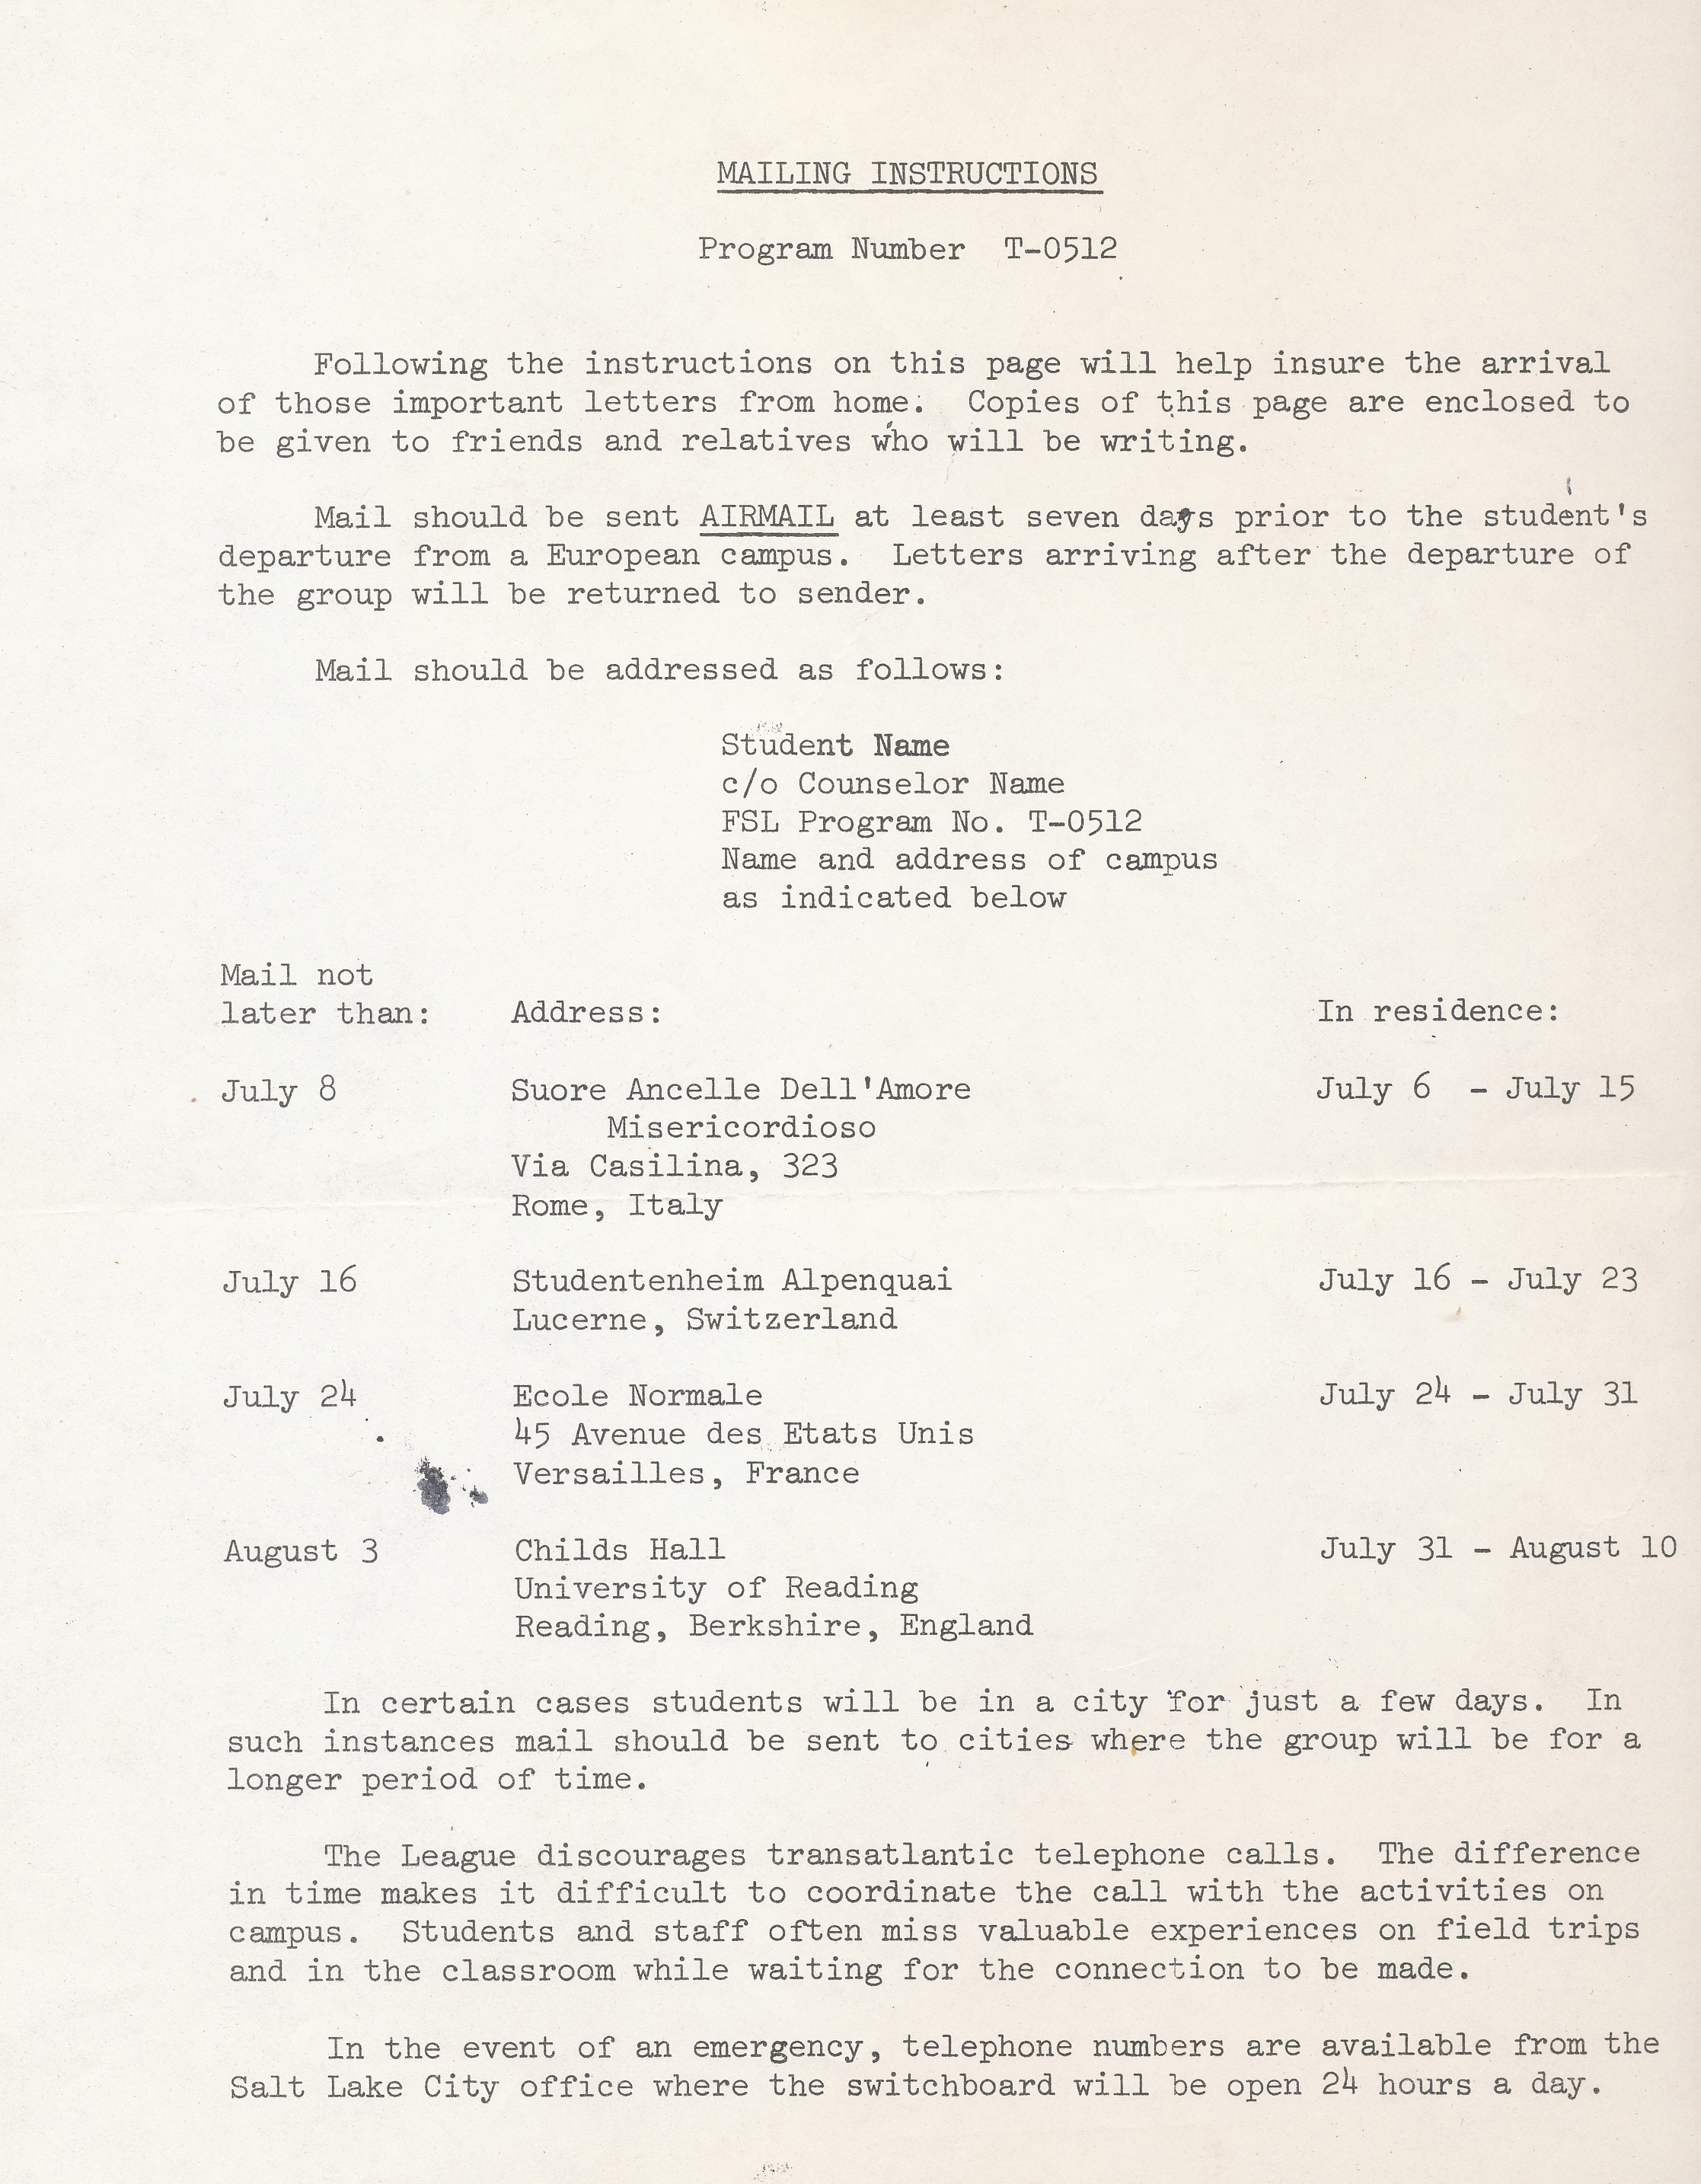 MAILING INSTRUCTIONS
Program Number T-0512
Following the instructions on this page will help insure the arrival
of those important letters from home. Copies of this page are enclosed to
be given to friends and relatives who will be writing.
Mail should be sent AIRMAIL at least seven days prior to the student's
departure from a European campus. Letters arriving after the departure of
the group will be returned to sender.
Mail should be addressed as follows:
Student Name
c/o Counselor Name
FSL Program No. T-0512
Name and address of campus
as indicated below
Mail not
later than: Address: In residence:
July 8 Suore Ancelle Dell'Amore July 6 - July 15
Misericordioso
Via Casilina, 323
Rome, Italy
July 16 Studentenheim Alpenquai July 16 - July 23
Lucerne, Switzerland
July 24 Ecole Normale July 24 - July 31
45 Avenue des Etats Unis
Versailles, France
August 3 Childs Hall July 31 - August 10
University of Reading
Reading, Berkshire, England
In certain cases students will be in a city for just a few days. In
such instances mail should be sent to cities where the group will be for a
longer period of time.
The League discourages transatlantic telephone calls. The difference
in time makes it difficult to coordinate the call with the activities on
campus. Students and staff often miss valuable experiences on field trips
and in the classroom while waiting for the connection to be made.
In the event of an emergency, telephone numbers are available from the
Salt Lake City office where the switchboard will be open 24 hours a day.